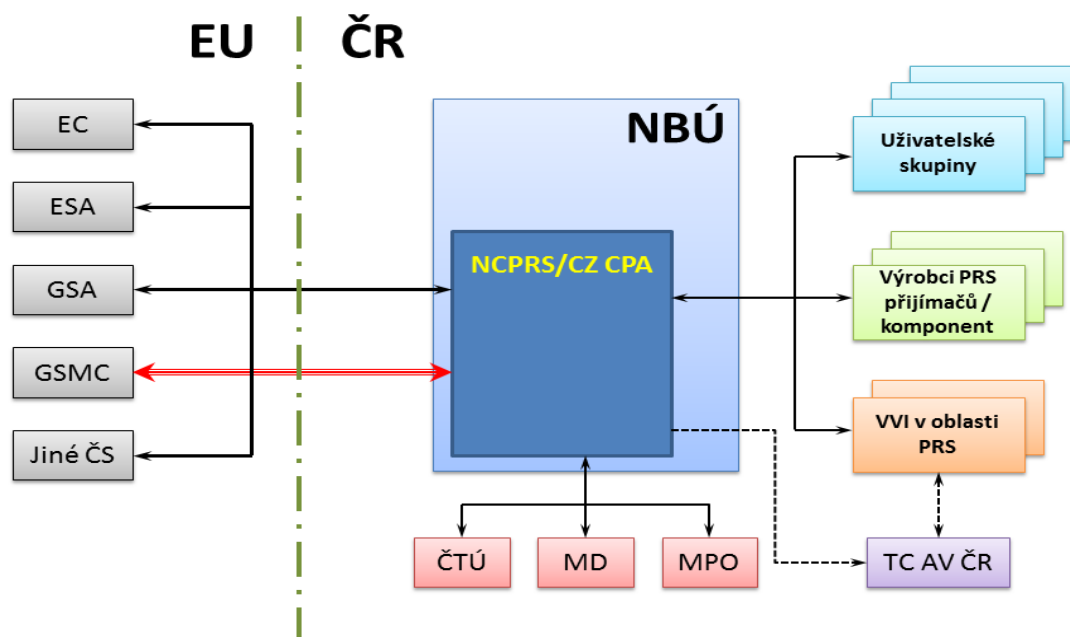 EU
ČR
EC
ESA
GSA
GSMC
Jiné ČS
NBÚ
NCPRS/CZ CPA
Uživatelské
skupiny
Výrobci PRS
přijímačů /
komponent
VVI v oblasti
PRS
ČTÚ
MD
MPO
TC AV ČR